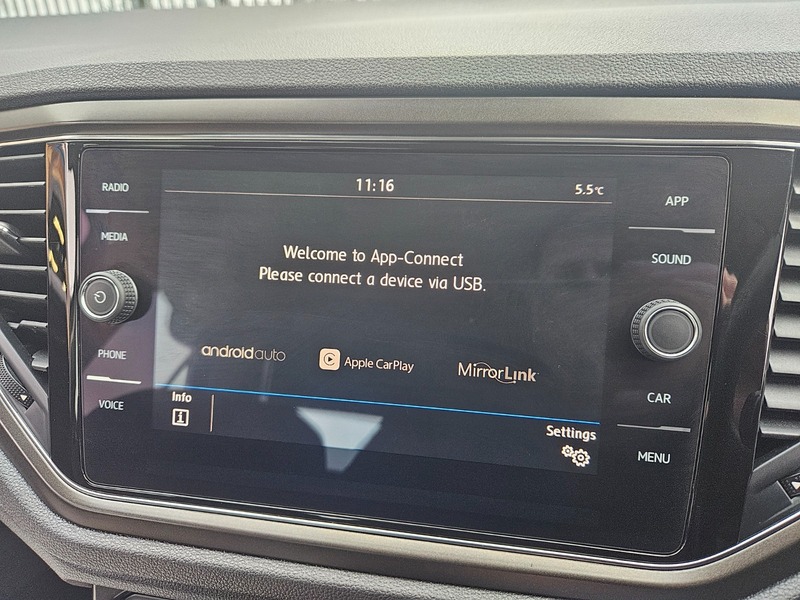 RADIO
MEDIA
PHONE
VOICE
11:16
5.5°C
Welcome to App-Connect
Please connect a device via USB.
androidauto
Apple CarPlay
MirrorLink
Info
i
Settings
APP
SOUND
CAR
MENU